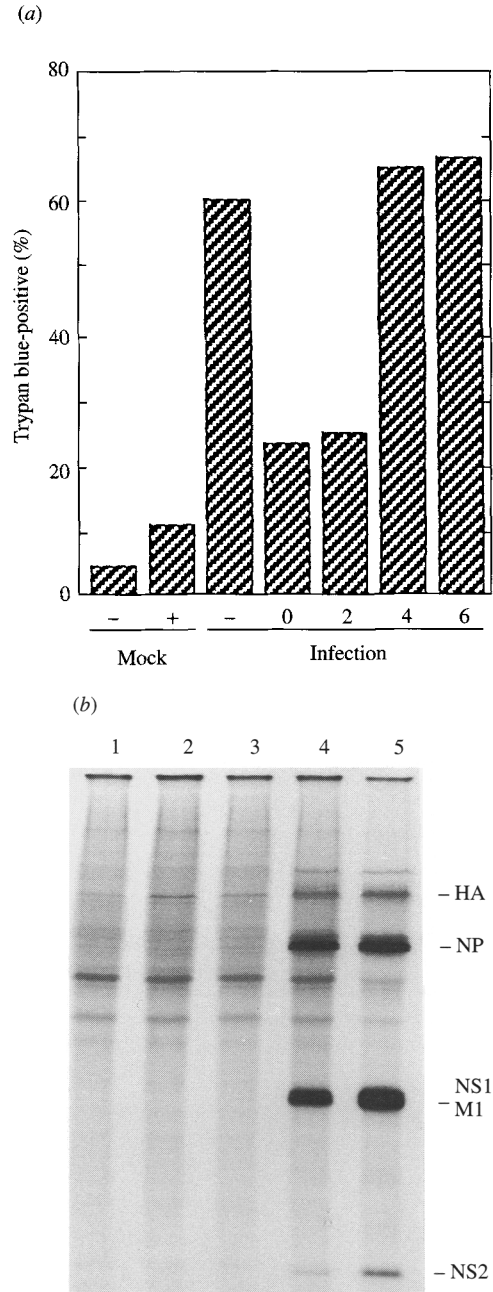 (a)
80
60
40
20
0
Trypan blue-positive (%)
− + − 0 2 4 6
Mock Infection
(b)
1 2 3 4 5
– HA
– NP
NS1
–
M1
– NS2